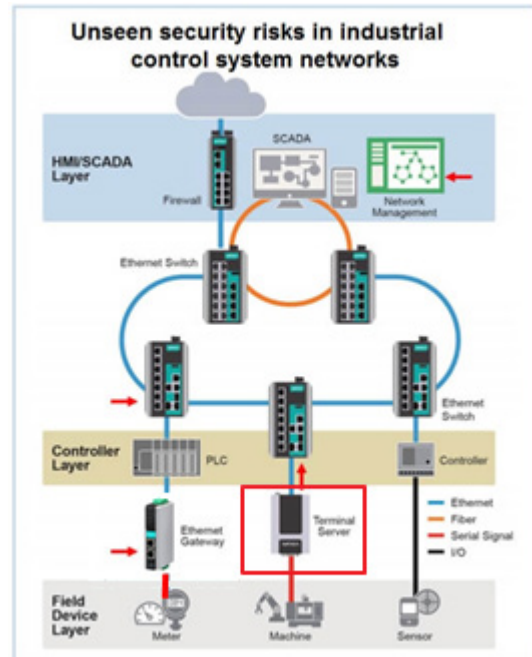 Unseen security risks in industrial
control system networks
SCADA
HMI/SCADA
Layer
Firewall
Network
Management
Ethernet Switch
Ethernet
Switch
Controller
Layer
PLC
Controller
Ethernet
Gateway
Terminal
Server
Ethernet
Fiber
Serial Signal
I/O
Field
Device
Layer
Meter
Machine
Sensor